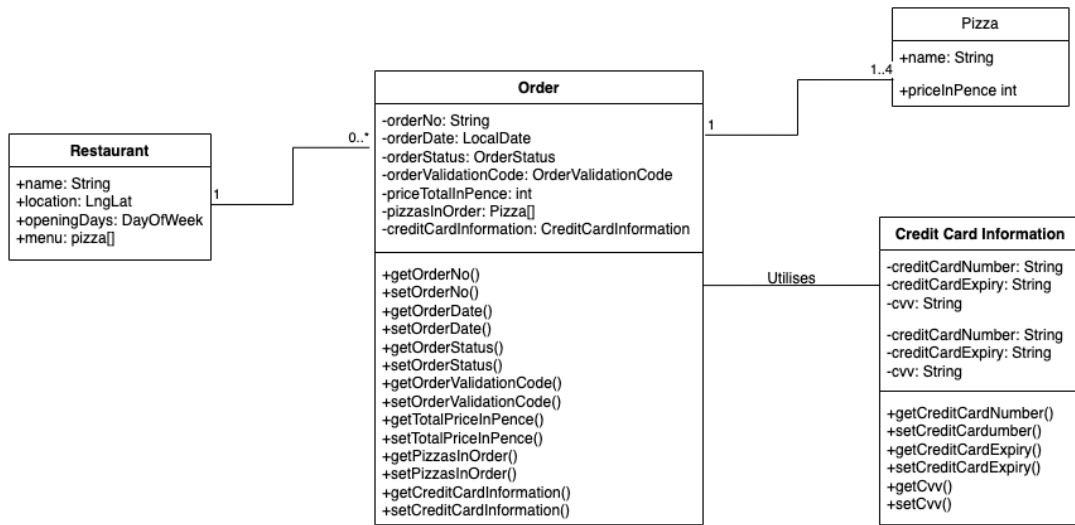 Restaurant
+name: String
+location: LngLat
+openingDays: DayOfWeek
+menu: pizza[]
1
0..*
Order
-orderNo: String
-orderDate: LocalDate
-orderStatus: OrderStatus
-orderValidationCode: OrderValidationCode
-priceTotalInPence: int
-pizzasInOrder: Pizza[]
-creditCardInformation: CreditCardInformation
+getOrderNo()
+setOrderNo()
+getOrderDate()
+setOrderDate()
+getOrderStatus()
+setOrderStatus()
+getOrderValidationCode()
+setOrderValidationCode()
+getTotalPriceInPence()
+setTotalPriceInPence()
+getPizzasInOrder()
+setPizzasInOrder()
+getCreditCardInformation()
+setCreditCardInformation()
1
1..4
Pizza
+name: String
+priceInPence int
Utilises
Credit Card Information
-creditCardNumber: String
-creditCardExpiry: String
-cvv: String
-creditCardNumber: String
-creditCardExpiry: String
-cvv: String
+getCreditCardNumber()
+setCreditCardumber()
+getCreditCardExpiry()
+setCreditCardExpiry()
+getCvv()
+setCvv()